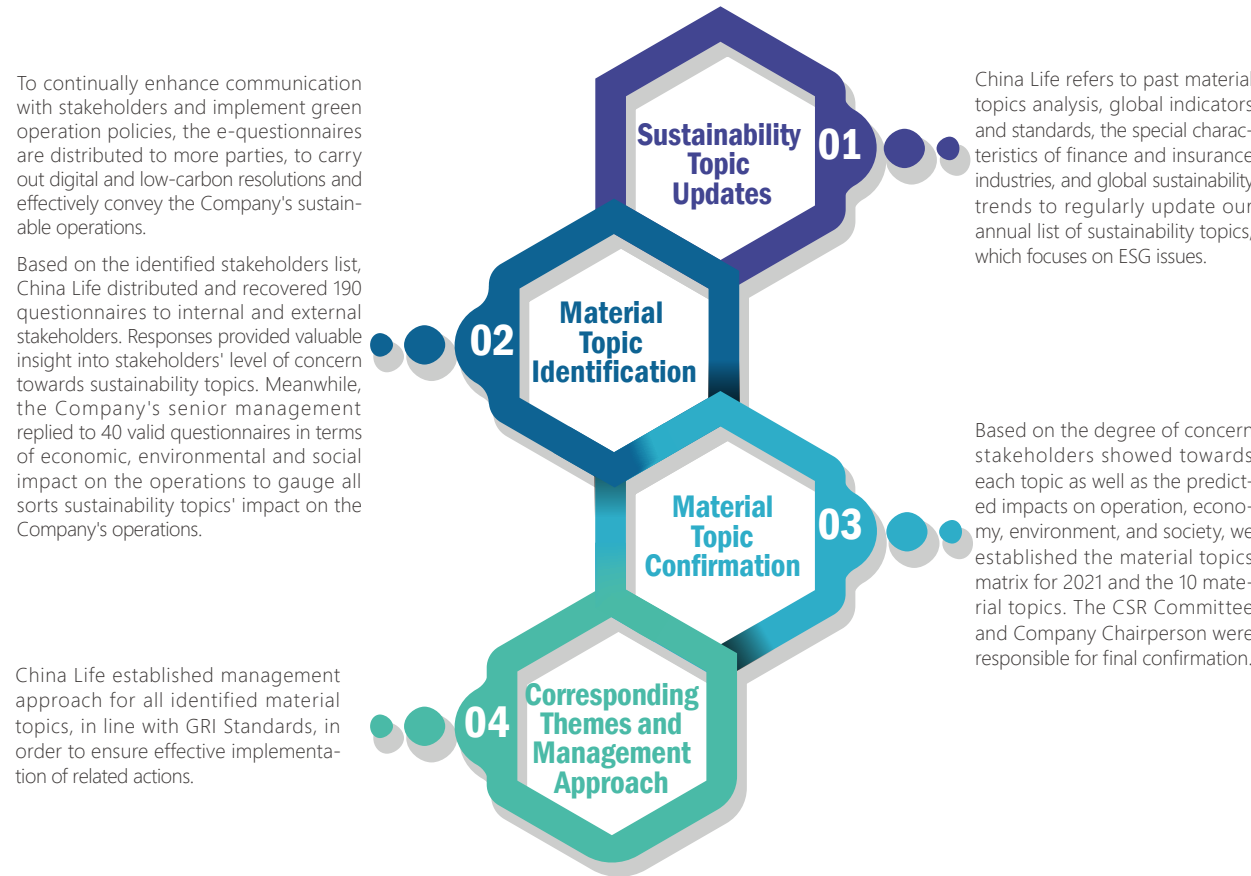 Sustainability
Topic
Updates
01
China Life refers to past material
topics analysis, global indicators
and standards, the special charac-
teristics of finance and insurance
industries, and global sustainability
trends to regularly update our
annual list of sustainability topics,
which focuses on ESG issues.
To continually enhance communication
with stakeholders and implement green
operation policies, the e-questionnaires
are distributed to more parties, to carry
out digital and low-carbon resolutions and
effectively convey the Company's sustain-
able operations.
Based on the identified stakeholders list,
China Life distributed and recovered 190
questionnaires to internal and external
stakeholders. Responses provided valuable
insight into stakeholders' level of concern
towards sustainability topics. Meanwhile,
the Company's senior management
replied to 40 valid questionnaires in terms
of economic, environmental and social
impact on the operations to gauge all
sorts sustainability topics' impact on the
Company's operations.
02
Material
Topic
Identification
Material
Topic
Confirmation
03
Based on the degree of concern
stakeholders showed towards
each topic as well as the predict-
ed impacts on operation, econo-
my, environment, and society, we
established the material topics
matrix for 2021 and the 10 mate-
rial topics. The CSR Committee
and Company Chairperson were
responsible for final confirmation.
China Life established management
approach for all identified material
topics, in line with GRI Standards, in
order to ensure effective implementa-
tion of related actions.
04
Corresponding
Themes and
Management
Approach